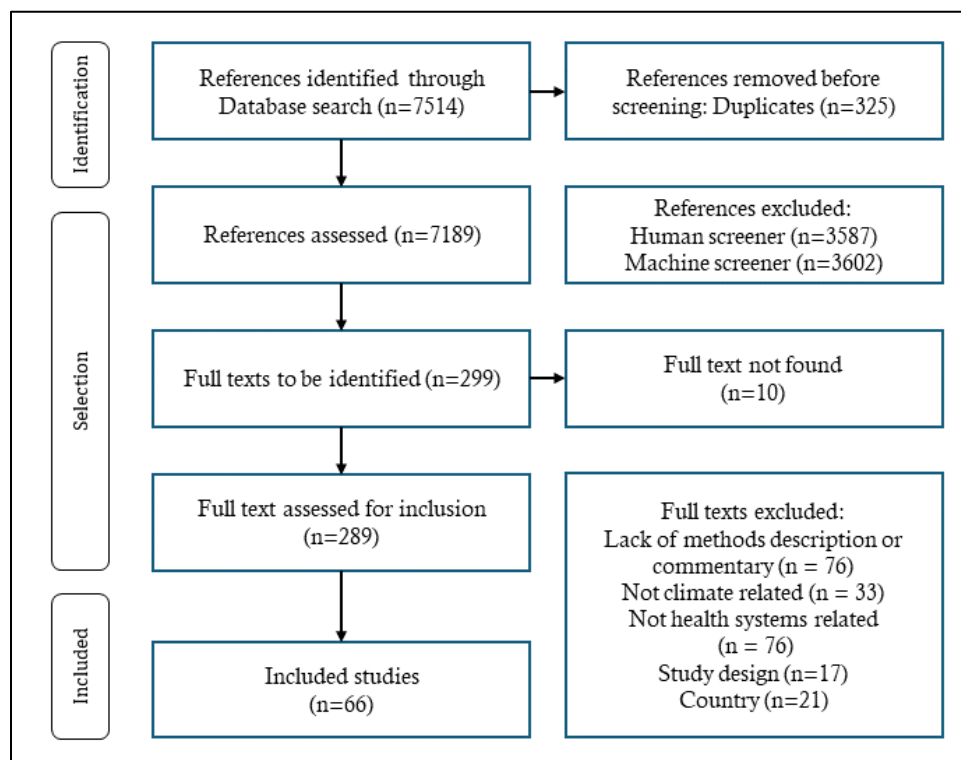 Identification
References identified through
Database search (n=7514)
References removed before
screening: Duplicates (n=325)
Selection
References assessed (n=7189)
References excluded:
Human screener (n=3587)
Machine screener (n=3602)
Full texts to be identified (n=299)
Full text not found
(n=10)
Full text assessed for inclusion
(n=289)
Full texts excluded:
Lack of methods description or
commentary (n = 76)
Not climate related (n = 33)
Not health systems related
(n = 76)
Study design (n=17)
Country (n=21)
Included
Included studies
(n=66)